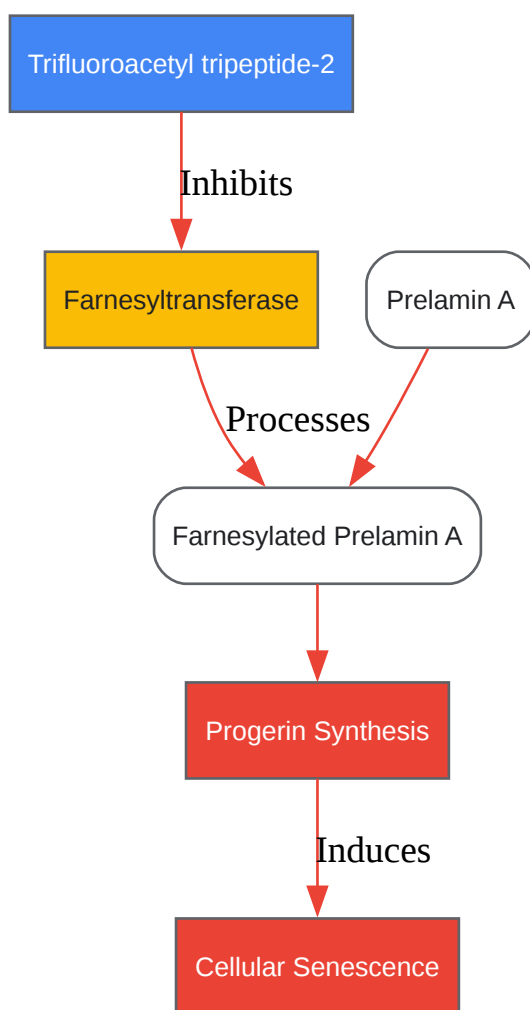 Trifluoroacetyl tripeptide-2
Inhibits
Farnesyltransferase
Prelamin A
Processes
Farnesylated Prelamin A
Progerin Synthesis
Induces
Cellular Senescence